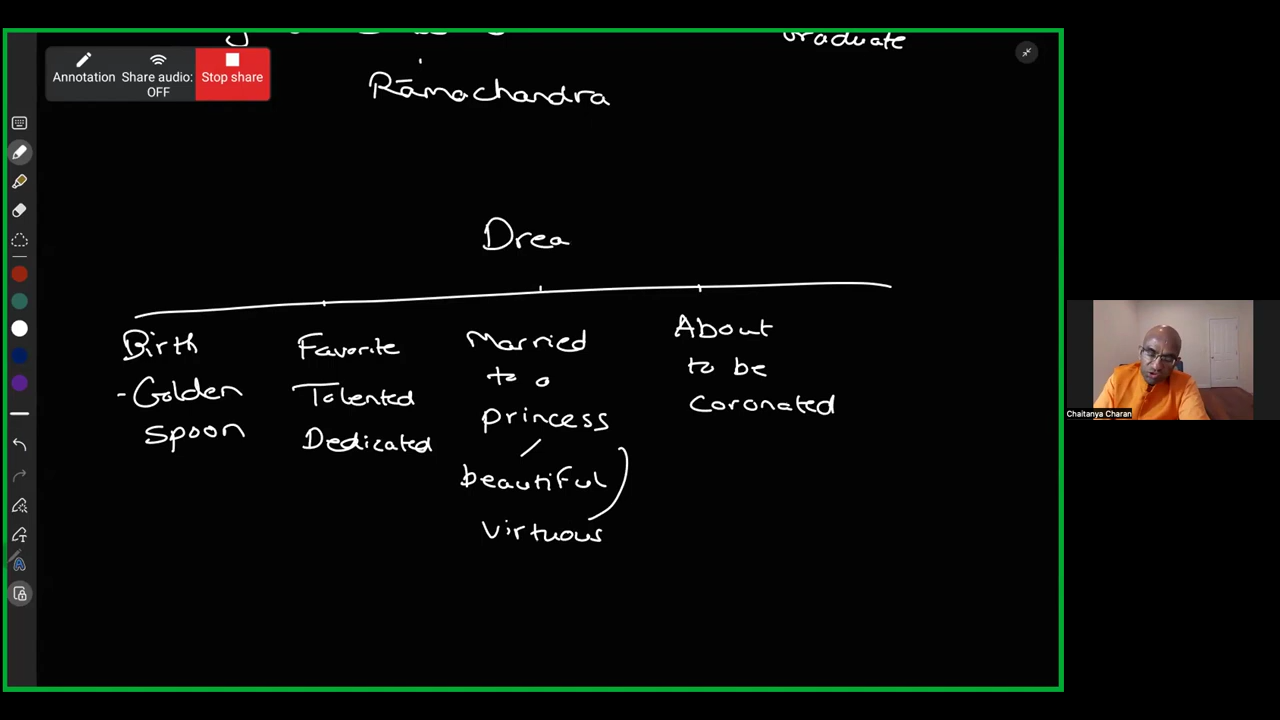 Graduate
Annotation
Share audio:
OFF
Stop share
Rāmachandra
Drea
Birth
- Golden
spoon
Favorite
Talented
Dedicated
Married
to a
princess
beautiful
virtuous
About
to be
coronated
Chaitanya Charan